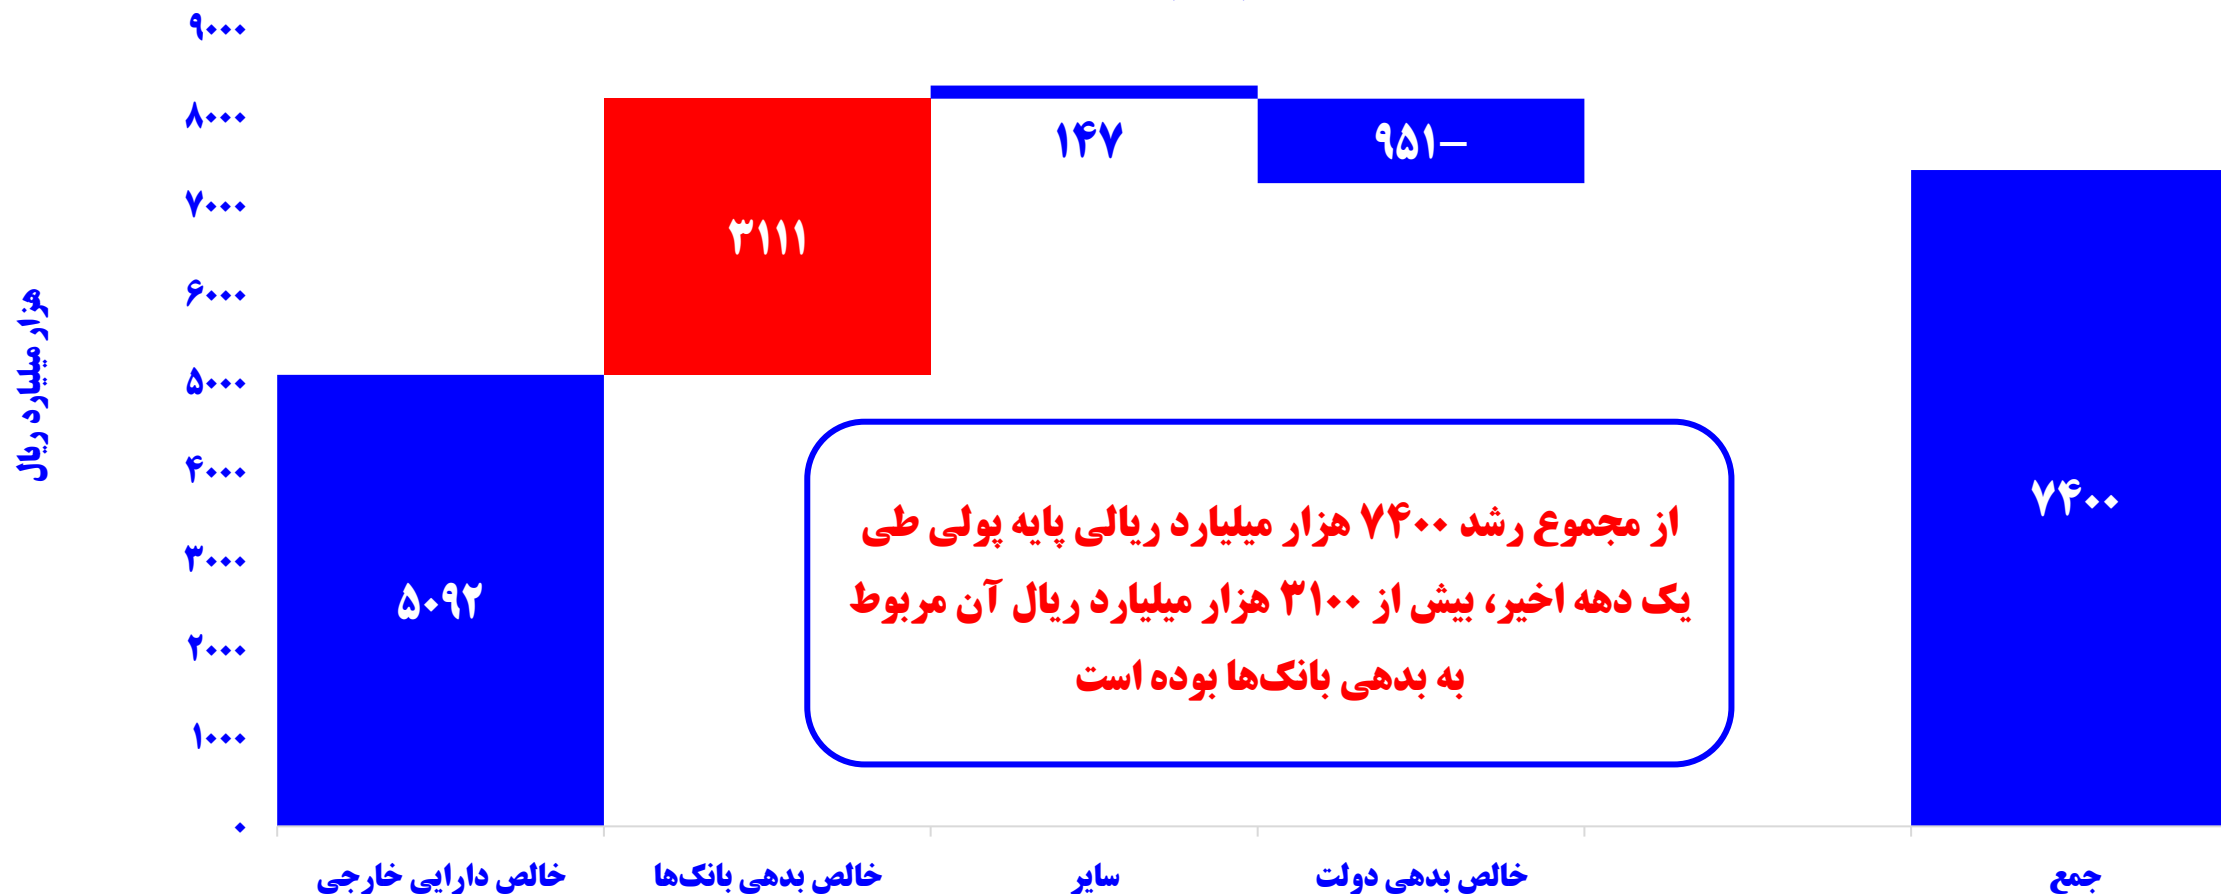 ۹۰۰۰
۸۰۰۰
۷۰۰۰
۶۰۰۰
۵۰۰۰
۴۰۰۰
۳۰۰۰
۲۰۰۰
۱۰۰۰
۰
هزار میلیارد ریال
۵۰۹۲
۳۱۱۱
۱۴۷
-۹۵۱
۷۴۰۰
از مجموع رشد ۷۴۰۰ هزار میلیارد ریالی پایه پولی طی
یک دهه اخیر، بیش از ۳۱۰۰ هزار میلیارد ریال آن مربوط
به بدهی بانک‌ها بوده است
خالص دارایی خارجی
خالص بدهی بانک‌ها
سایر
خالص بدهی دولت
جمع